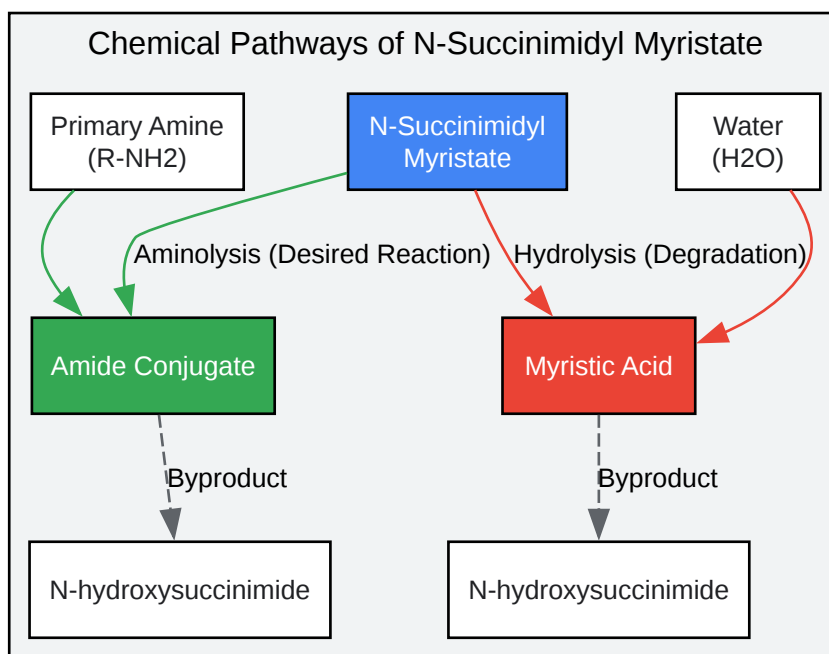 Chemical Pathways of N-Succinimidyl Myristate
Primary Amine
(R-NH2)
N-Succinimidyl
Myristate
Water
(H2O)
Aminolysis (Desired Reaction)
Hydrolysis (Degradation)
Amide Conjugate
Myristic Acid
Byproduct
Byproduct
N-hydroxysuccinimide
N-hydroxysuccinimide